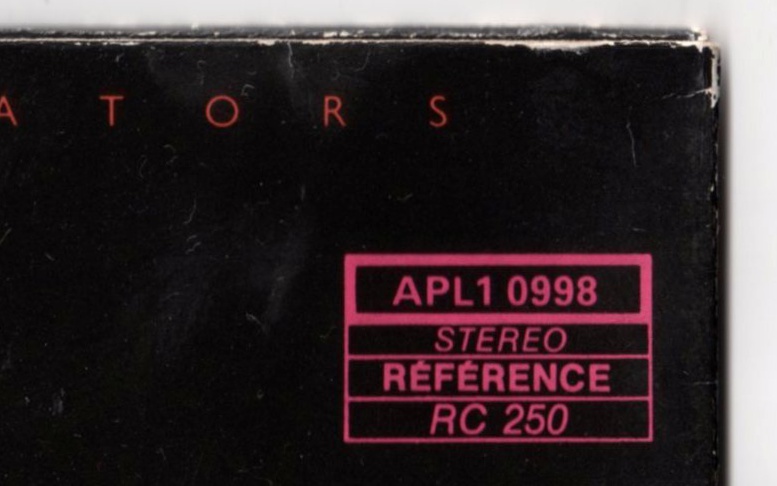 A T O R S
APL1 0998
STEREO
RÉFÉRENCE
RC 250